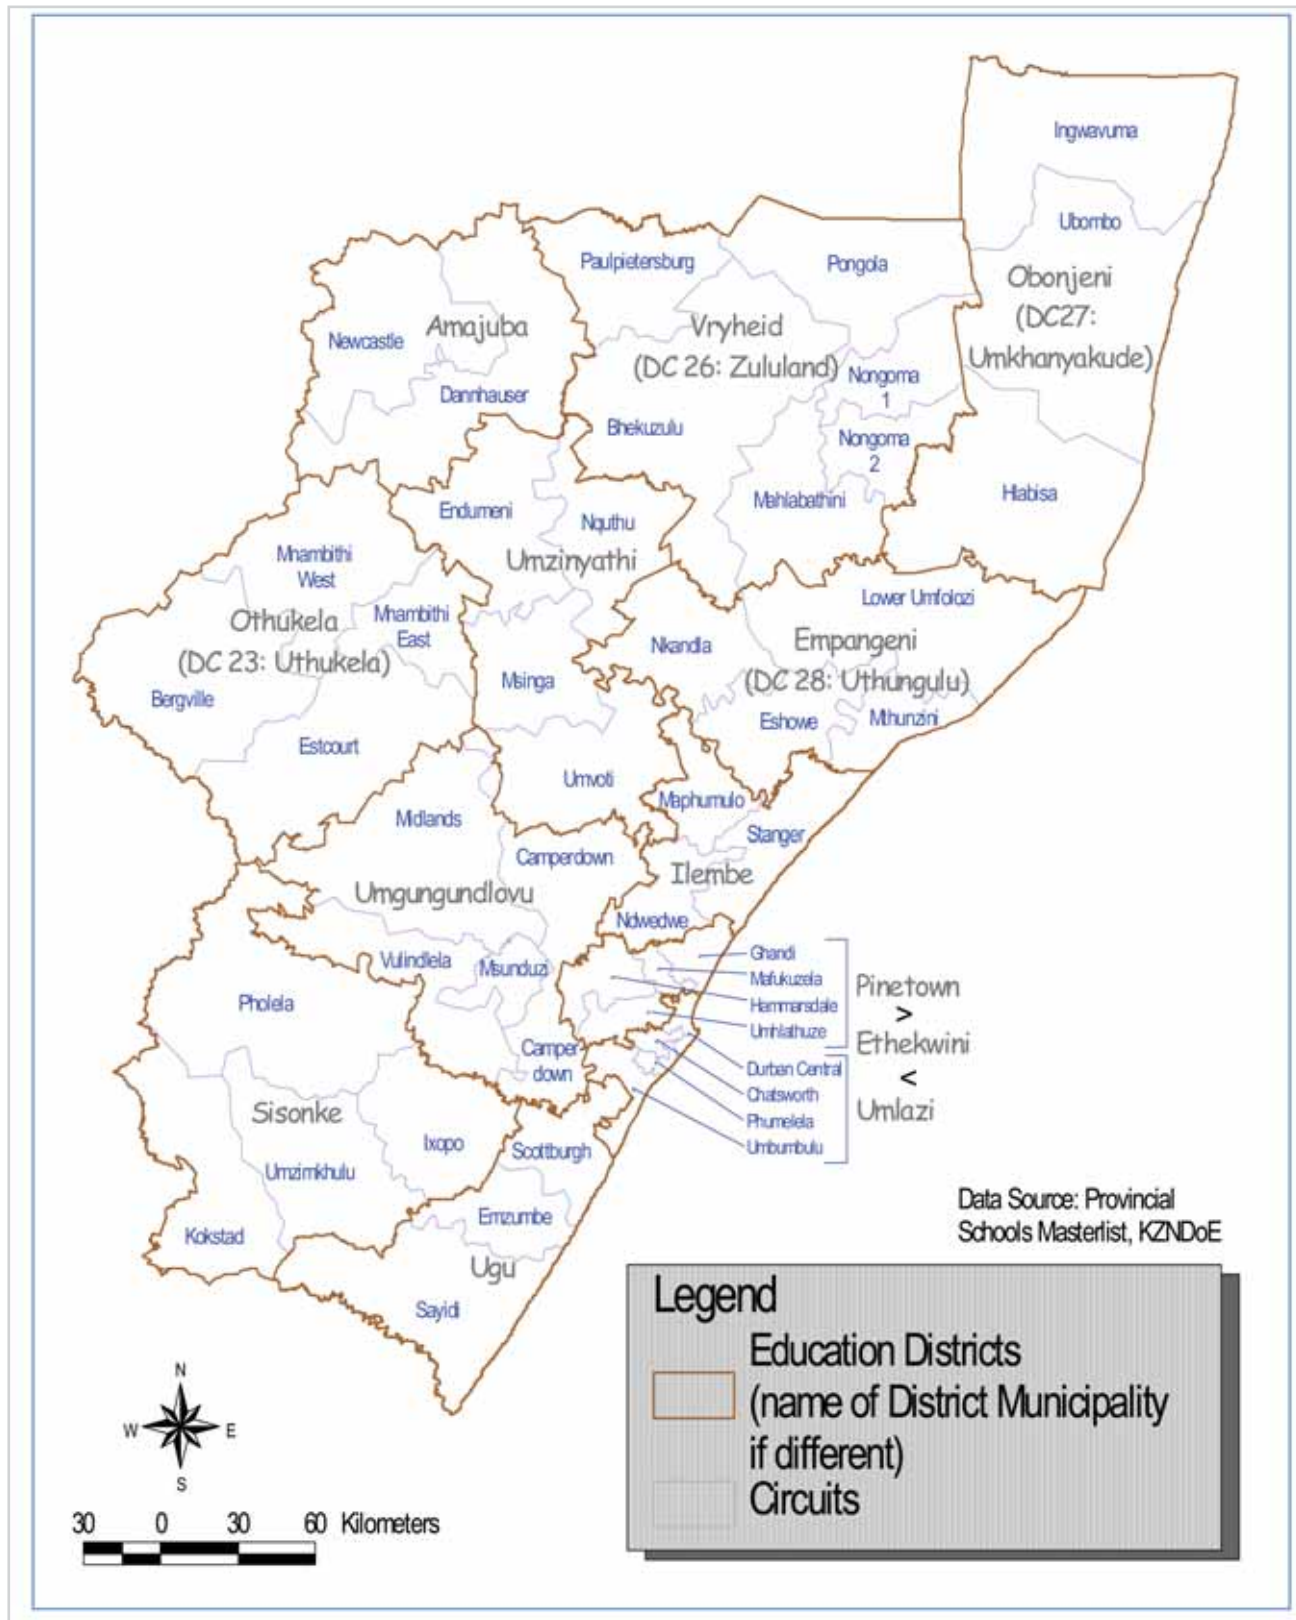 Ingwavuma
Ubombo
Obonjeni
(DC27:
Umkhanyakude)
Paulpietersburg
Pongola
Amajuba
Newcastle
Dannhauser
Vryheid
(DC 26: Zululand)
Nongoma
1
Bhekuzulu
Nongoma
2
Mahlabathini
Hlabisa
Endumeni
Nquthu
Umzinyathi
Mnambithi
West
Othukela
(DC 23: Uthukela)
Mnambithi
East
Bergville
Estcourt
Msinga
Umvoti
Nkandla
Lower Umfolozi
Empangeni
(DC 28: Uthungulu)
Eshowe
Mthunzini
Maphumulo
Stanger
Ilembe
Ndwedwe
Midlands
Camperdown
Umgungundlovu
Vulindlela
Msunduzi
Camper-
down
Ghandi
Mafukuzela
Hammarsdale
Umhlathuze
Pinetown
>
Ethekwini
<
Umlazi
Durban Central
Chatsworth
Phumelela
Umbumbulu
Pholela
Sisonke
Ixopo
Umzimkhulu
Kokstad
Scottburgh
Emzumbe
Ugu
Sayidi
Data Source: Provincial
Schools Masterlist, KZNDoE
Legend
Education Districts
(name of District Municipality
if different)
Circuits
N
W E
S
30 0 30 60 Kilometers